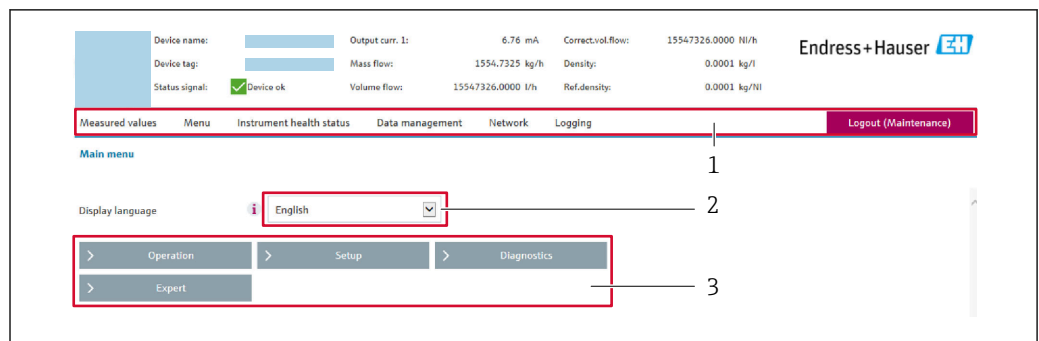 Device name: Output curr. 1: 6.76 mA Correct.vol.flow: 15547326.0000 Nl/h
Endress+Hauser EH
Device tag: Mass flow: 1554.7325 kg/h Density: 0.0001 kg/l
Status signal: Device ok Volume flow: 15547326.0000 l/h Ref.density: 0.0001 kg/Nl
Measured values Menu Instrument health status Data management Network Logging Logout (Maintenance)
1
Main menu
Display language i English 2
> Operation > Setup > Diagnostics
> Expert 3